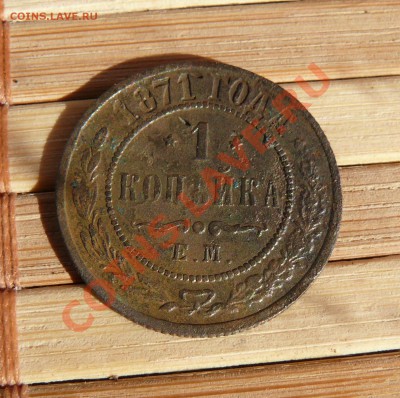 COINS.LAVE.RU
1871 ГОДА
1
КОПѢЙКА
Е.М.
COINS.LAVE.RU